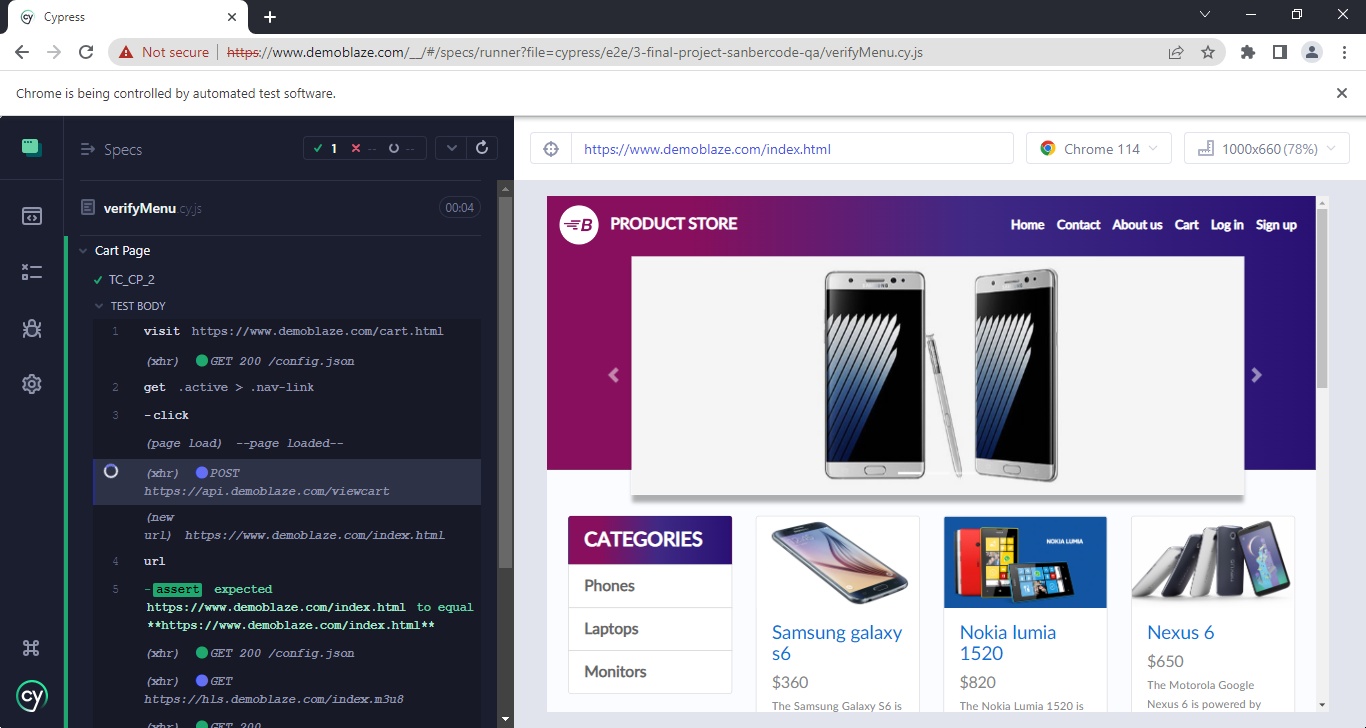 Cypress
Not secure https://www.demoblaze.com/__/#/specs/runner?file=cypress/e2e/3-final-project-sanbercode-qa/verifyMenu.cy.js
Chrome is being controlled by automated test software.
Specs
1 -- --
verifyMenu.cy.js 00:04
Cart Page
TC_CP_2
TEST BODY
1 visit https://www.demoblaze.com/cart.html
(xhr) GET 200 /config.json
2 get .active > .nav-link
3 -click
(page load) --page loaded--
(xhr) POST
https://api.demoblaze.com/viewcart
(new
url) https://www.demoblaze.com/index.html
4 url
5 -assert expected
https://www.demoblaze.com/index.html to equal
**https://www.demoblaze.com/index.html**
(xhr) GET 200 /config.json
(xhr) GET
https://hls.demoblaze.com/index.m3u8
(xhr) GET 200
cy
https://www.demoblaze.com/index.html
Chrome 114
1000x660 (78%)
B PRODUCT STORE
Home Contact About us Cart Log in Sign up
SAMSUNG
CATEGORIES
Phones
Laptops
Monitors
Samsung galaxy
s6
$360
The Samsung Galaxy S6 is
NOKIA LUMIA
Nokia lumia
1520
$820
The Nokia Lumia 1520 is
Nexus 6
$650
The Motorola Google
Nexus 6 is powered by